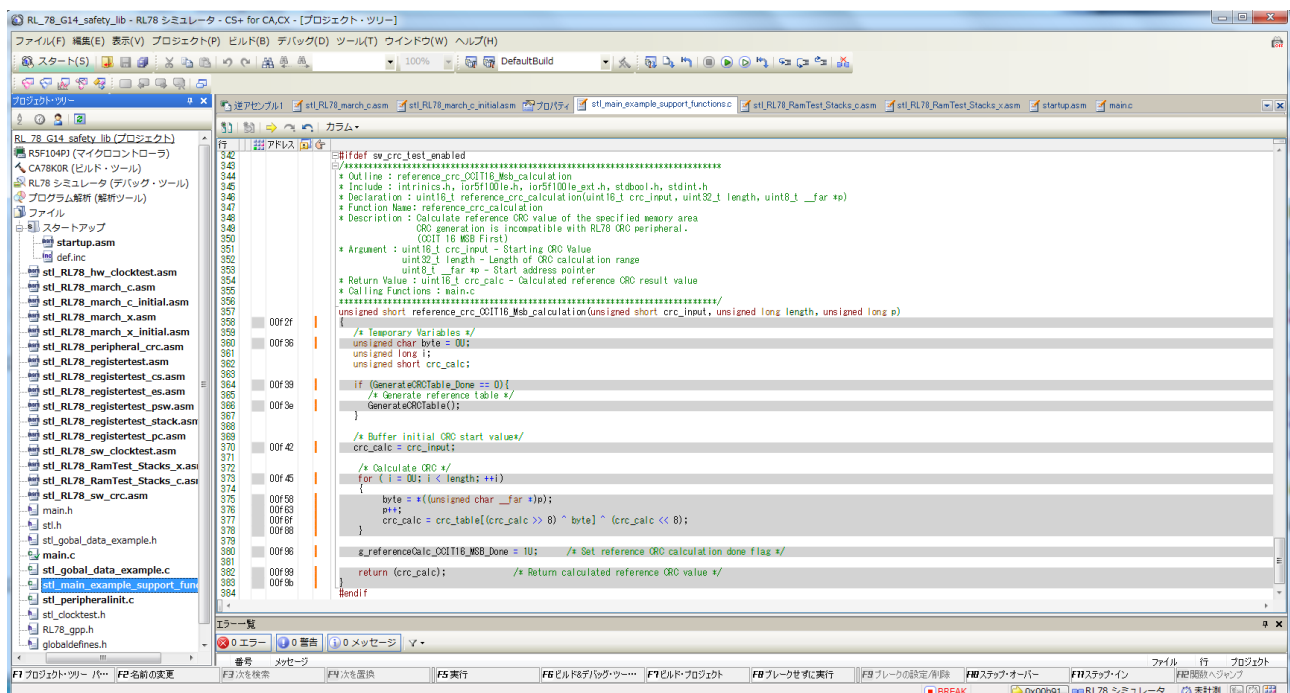 RL_78_G14_safety_lib - RL78 シミュレータ - CS+ for CA,CX - [プロジェクト・ツリー]
ファイル(F) 編集(E) 表示(V) プロジェクト(P) ビルド(B) デバッグ(D) ツール(T) ウインドウ(W) ヘルプ(H)
スタート(S) 100% DefaultBuild
プロジェクト・ツリー
逆アセンブル1 stl_RL78_march_c.asm stl_RL78_march_c_initial.asm プロパティ stl_main_example_support_functions.c stl_RL78_RamTest_Stacks_c.asm stl_RL78_RamTest_Stacks_x.asm startup.asm main.c
カラム
行 アドレス
RL_78_G14_safety_lib (プロジェクト)
R5F104PJ (マイクロコントローラ)
CA78K0R (ビルド・ツール)
RL78 シミュレータ (デバッグ・ツール)
プログラム解析 (解析ツール)
ファイル
スタートアップ
startup.asm
def.inc
stl_RL78_hw_clocktest.asm
stl_RL78_march_c.asm
stl_RL78_march_c_initial.asm
stl_RL78_march_x.asm
stl_RL78_march_x_initial.asm
stl_RL78_peripheral_crc.asm
stl_RL78_registertest.asm
stl_RL78_registertest_cs.asm
stl_RL78_registertest_es.asm
stl_RL78_registertest_psw.asm
stl_RL78_registertest_stack.asm
stl_RL78_registertest_pc.asm
stl_RL78_sw_clocktest.asm
stl_RL78_RamTest_Stacks_x.asm
stl_RL78_RamTest_Stacks_c.asm
stl_RL78_sw_crc.asm
main.h
stl.h
stl_gobal_data_example.h
main.c
stl_gobal_data_example.c
stl_main_example_support_fun
stl_peripheralinit.c
stl_clocktest.h
RL78_gpp.h
globaldefines.h
342 #ifdef sw_crc_test_enabled
343 /******************************************************************************
344 * Outline : reference_crc_CCIT16_Msb_calculation
345 * Include : intrinics.h, ior5f100le.h, ior5f100le_ext.h, stdbool.h, stdint.h
346 * Declaration : uint16_t reference_crc_calculation(uint16_t crc_input, uint32_t length, uint8_t __far *p)
347 * Function Name: reference_crc_calculation
348 * Description : Calculate reference CRC value of the specified memory area
349 CRC generation is incompatible with RL78 CRC peripheral.
350 (CCIT 16 MSB First)
351 * Argument : uint16_t crc_input - Starting CRC Value
352 uint32_t length - Length of CRC calculation range
353 uint8_t __far *p - Start address pointer
354 * Return Value : uint16_t crc_calc - Calculated reference CRC result value
355 * Calling Functions : main.c
356 ******************************************************************************/
357 unsigned short reference_crc_CCIT16_Msb_calculation(unsigned short crc_input, unsigned long length, unsigned long p)
358 00f2f {
359 /* Temporary Variables */
360 00f36 unsigned char byte = 0U;
361 unsigned long i;
362 unsigned short crc_calc;
363
364 00f39 if (GenerateCRCTable_Done == 0){
365 /* Generate reference table */
366 00f3e GenerateCRCTable();
367 }
368
369 /* Buffer initial CRC start value*/
370 00f42 crc_calc = crc_input;
371
372 /* Calculate CRC */
373 00f45 for ( i = 0U; i < length; ++i)
374 {
375 00f58 byte = *((unsigned char __far *)p);
376 00f63 p++;
377 00f6f crc_calc = crc_table[(crc_calc >> 8) ^ byte] ^ (crc_calc << 8);
378 00f88 }
379
380 00f96 g_referenceCalc_CCIT16_MSB_Done = 1U; /* Set reference CRC calculation done flag */
381
382 00f99 return (crc_calc); /* Return calculated reference CRC value */
383 00f9b }
384 #endif
エラー一覧
0 エラー 0 警告 0 メッセージ
番号 メッセージ ファイル 行 プロジェクト
F1 プロジェクト・ツリー パ… F2 名前の変更 F3 次を検索 F4 次を置換 F5 実行 F6 ビルド&デバッグ・ツー… F7 ビルド・プロジェクト F8 ブレークせずに実行 F9 ブレークの設定/削除 F10 ステップ・オーバー F11 ステップ・イン F12 関数へジャンプ
BREAK 0x00b91 RL78 シミュレータ 未計測